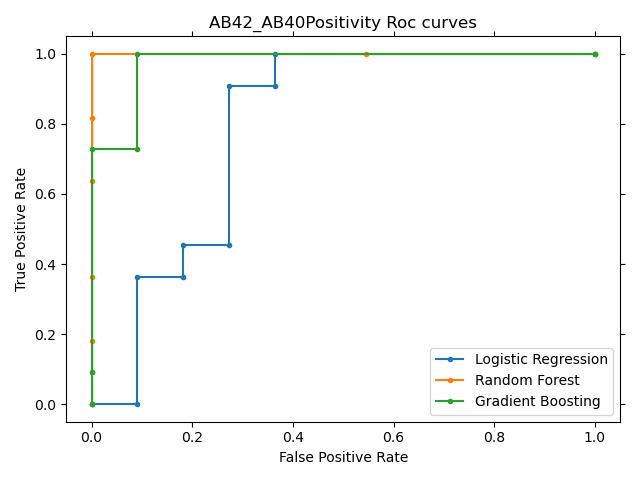 AB42_AB40Positivity Roc curves
1.0
0.8
0.6
0.4
0.2
0.0
True Positive Rate
0.0 0.2 0.4 0.6 0.8 1.0
False Positive Rate
Logistic Regression
Random Forest
Gradient Boosting